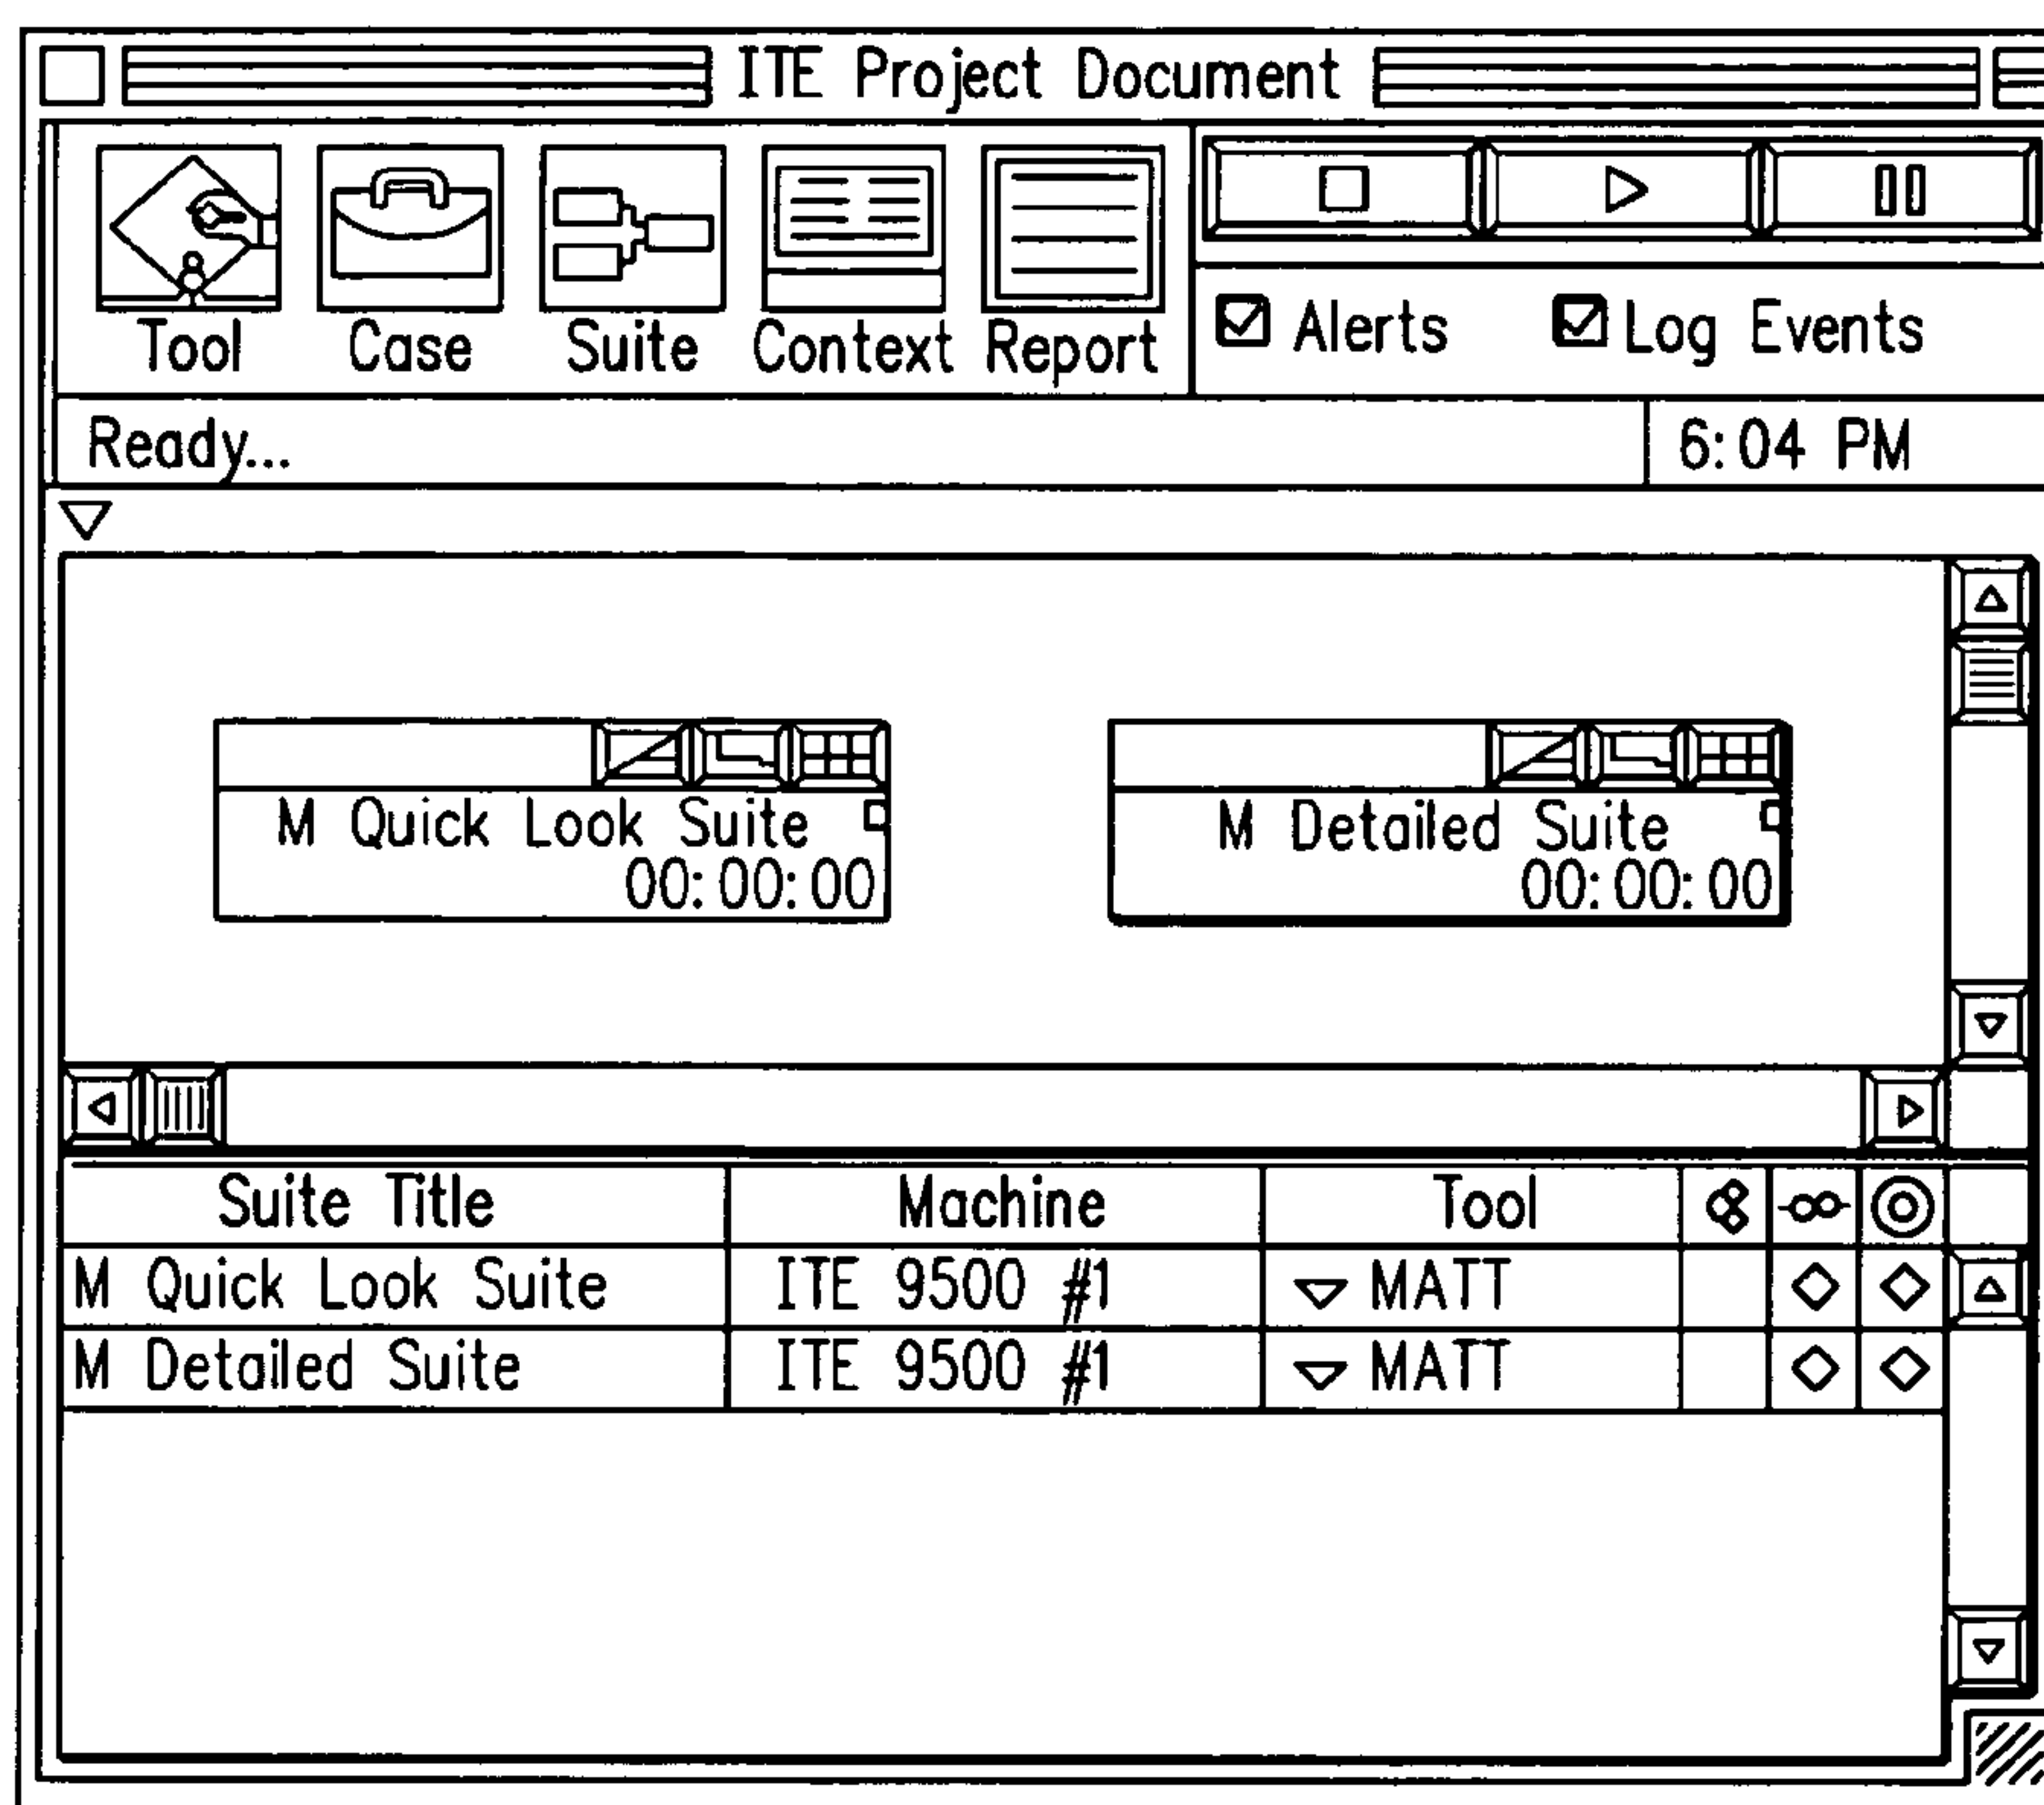 ITE Project Document
Tool Case Suite Context Report
Alerts Log Events
Ready... 6:04 PM
M Quick Look Suite
00:00:00
M Detailed Suite
00:00:00
Suite Title Machine Tool
M Quick Look Suite ITE 9500 #1 MATT
M Detailed Suite ITE 9500 #1 MATT